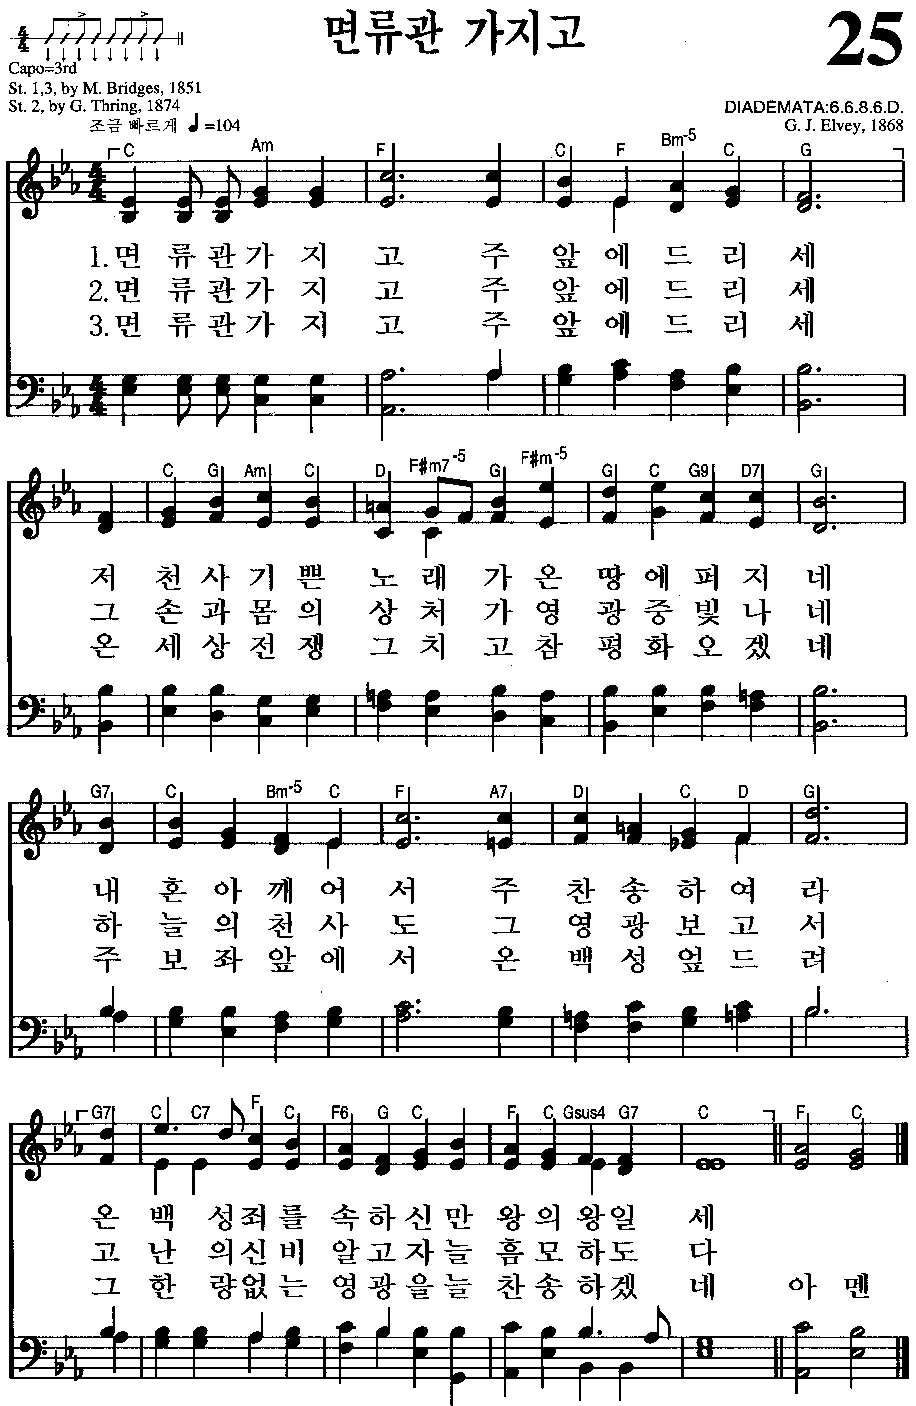 면류관 가지고 25
4/4
Capo=3rd
St. 1,3, by M. Bridges, 1851
St. 2, by G. Thring, 1874
조금 빠르게 ♩=104
DIADEMATA:6.6.8.6.D.
G. J. Elvey, 1868
C Am F C F Bm-5 C G
1.면 류 관 가 지 고 주 앞 에 드 리 세
2.면 류 관 가 지 고 주 앞 에 드 리 세
3.면 류 관 가 지 고 주 앞 에 드 리 세
C G Am C D F#m7-5 G F#m-5 G C G9 D7 G
저 천 사 기 쁜 노 래 가 온 땅 에 퍼 지 네
그 손 과 몸 의 상 처 가 영 광 중 빛 나 네
온 세 상 전 쟁 그 치 고 참 평 화 오 겠 네
G7 C Bm-5 C F A7 D C D G
내 혼 아 깨 어 서 주 찬 송 하 여 라
하 늘 의 천 사 도 그 영 광 보 고 서
주 보 좌 앞 에 서 온 백 성 엎 드 려
G7 C C7 F C F6 G C F C Gsus4 G7 C F C
온 백 성 죄 를 속 하 신 만 왕 의 왕 일 세
고 난 의 신 비 알 고 자 늘 흠 모 하 도 다
그 한 량 없 는 영 광 을 늘 찬 송 하 겠 네 아 멘